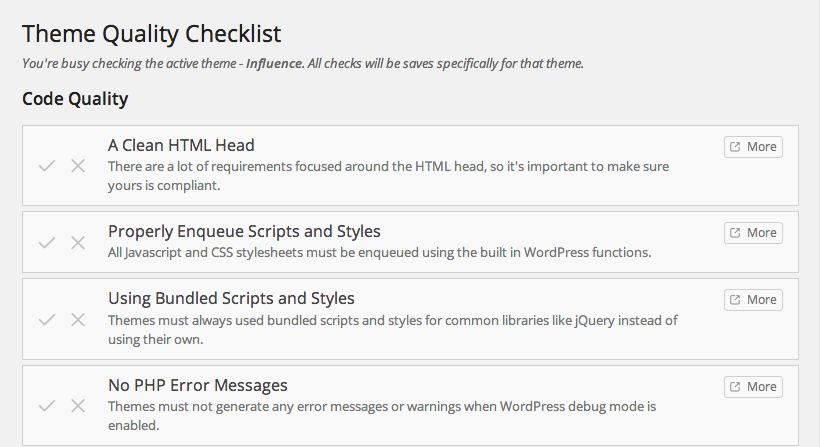 Theme Quality Checklist
You're busy checking the active theme - Influence. All checks will be saves specifically for that theme.
Code Quality
A Clean HTML Head
More
There are a lot of requirements focused around the HTML head, so it's important to make sure
yours is compliant.
Properly Enqueue Scripts and Styles
More
All Javascript and CSS stylesheets must be enqueued using the built in WordPress functions.
Using Bundled Scripts and Styles
More
Themes must always used bundled scripts and styles for common libraries like jQuery instead of
using their own.
No PHP Error Messages
More
Themes must not generate any error messages or warnings when WordPress debug mode is
enabled.